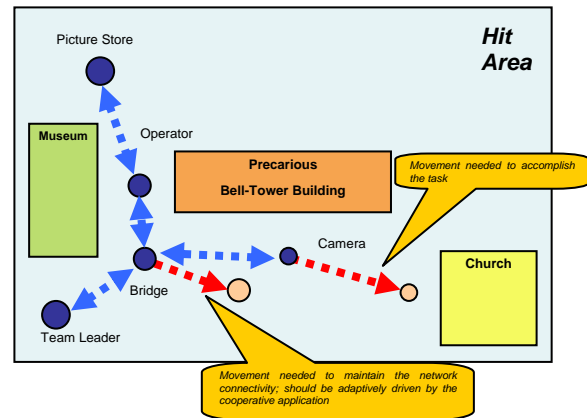 Picture Store
Hit
Area
Operator
Museum
Precarious
Bell-Tower Building
Movement needed to accomplish
the task
Camera
Church
Bridge
Team Leader
Movement needed to maintain the network
connectivity; should be adaptively driven by the
cooperative application